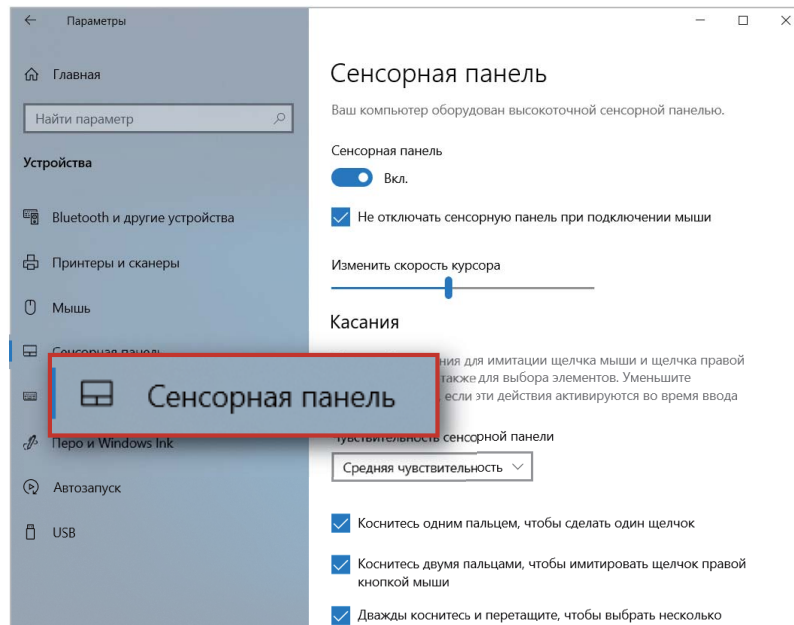 Параметры
Главная
Найти параметр
Устройства
Bluetooth и другие устройства
Принтеры и сканеры
Мышь
Сенсорная панель
Сенсорная панель
Перо и Windows Ink
Автозапуск
USB
Сенсорная панель
Ваш компьютер оборудован высокоточной сенсорной панелью.
Сенсорная панель
Вкл.
Не отключать сенсорную панель при подключении мыши
Изменить скорость курсора
Касания
для имитации щелчка мыши и щелчка правой
также для выбора элементов. Уменьшите
если эти действия активируются во время ввода
Чувствительность сенсорной панели
Средняя чувствительность
Коснитесь одним пальцем, чтобы сделать один щелчок
Коснитесь двумя пальцами, чтобы имитировать щелчок правой
кнопкой мыши
Дважды коснитесь и перетащите, чтобы выбрать несколько